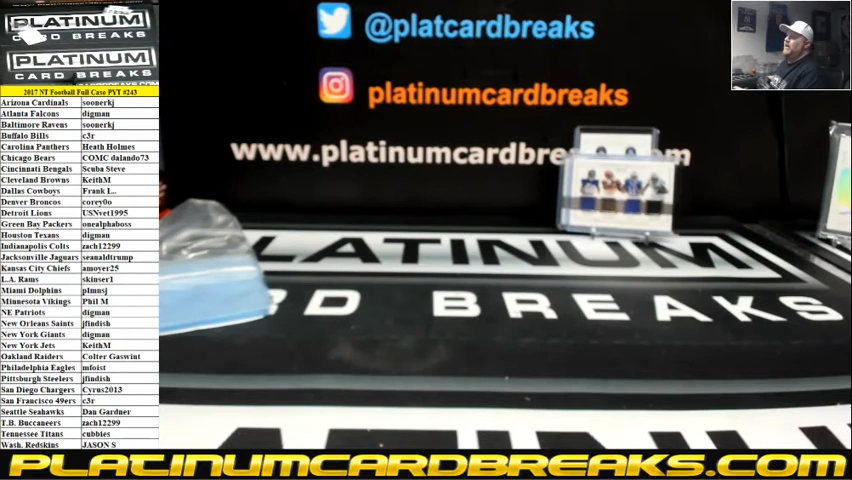 PLATINUM
CARD BREAKS
PLATINUM
CARD BREAKS
2017 NT Football Full Case PYT #243
Arizona Cardinals soonerkj
Atlanta Falcons digman
Baltimore Ravens soonerkj
Buffalo Bills c3r
Carolina Panthers Heath Holmes
Chicago Bears COMC dalando73
Cincinnati Bengals Scuba Steve
Cleveland Browns KeithM
Dallas Cowboys Frank L..
Denver Broncos corey0o
Detroit Lions USNvet1995
Green Bay Packers onealphaboss
Houston Texans digman
Indianapolis Colts zach12299
Jacksonville Jaguars seanaldtrump
Kansas City Chiefs amoyer25
L.A. Rams skinser1
Miami Dolphins plmusj
Minnesota Vikings Phil M
NE Patriots digman
New Orleans Saints jfindish
New York Giants digman
New York Jets KeithM
Oakland Raiders Colter Gaswint
Philadelphia Eagles mfoist
Pittsburgh Steelers jfindish
San Diego Chargers Cyrus2013
San Francisco 49ers c3r
Seattle Seahawks Dan Gardner
T.B. Buccaneers zach12299
Tennessee Titans cubbies
Wash. Redskins JASON S
@platcardbreaks
platinumcardbreaks
www.platinumcardbre m
LATINUM
RD BREAKS
PLATINUMCARDBREAKS.COM